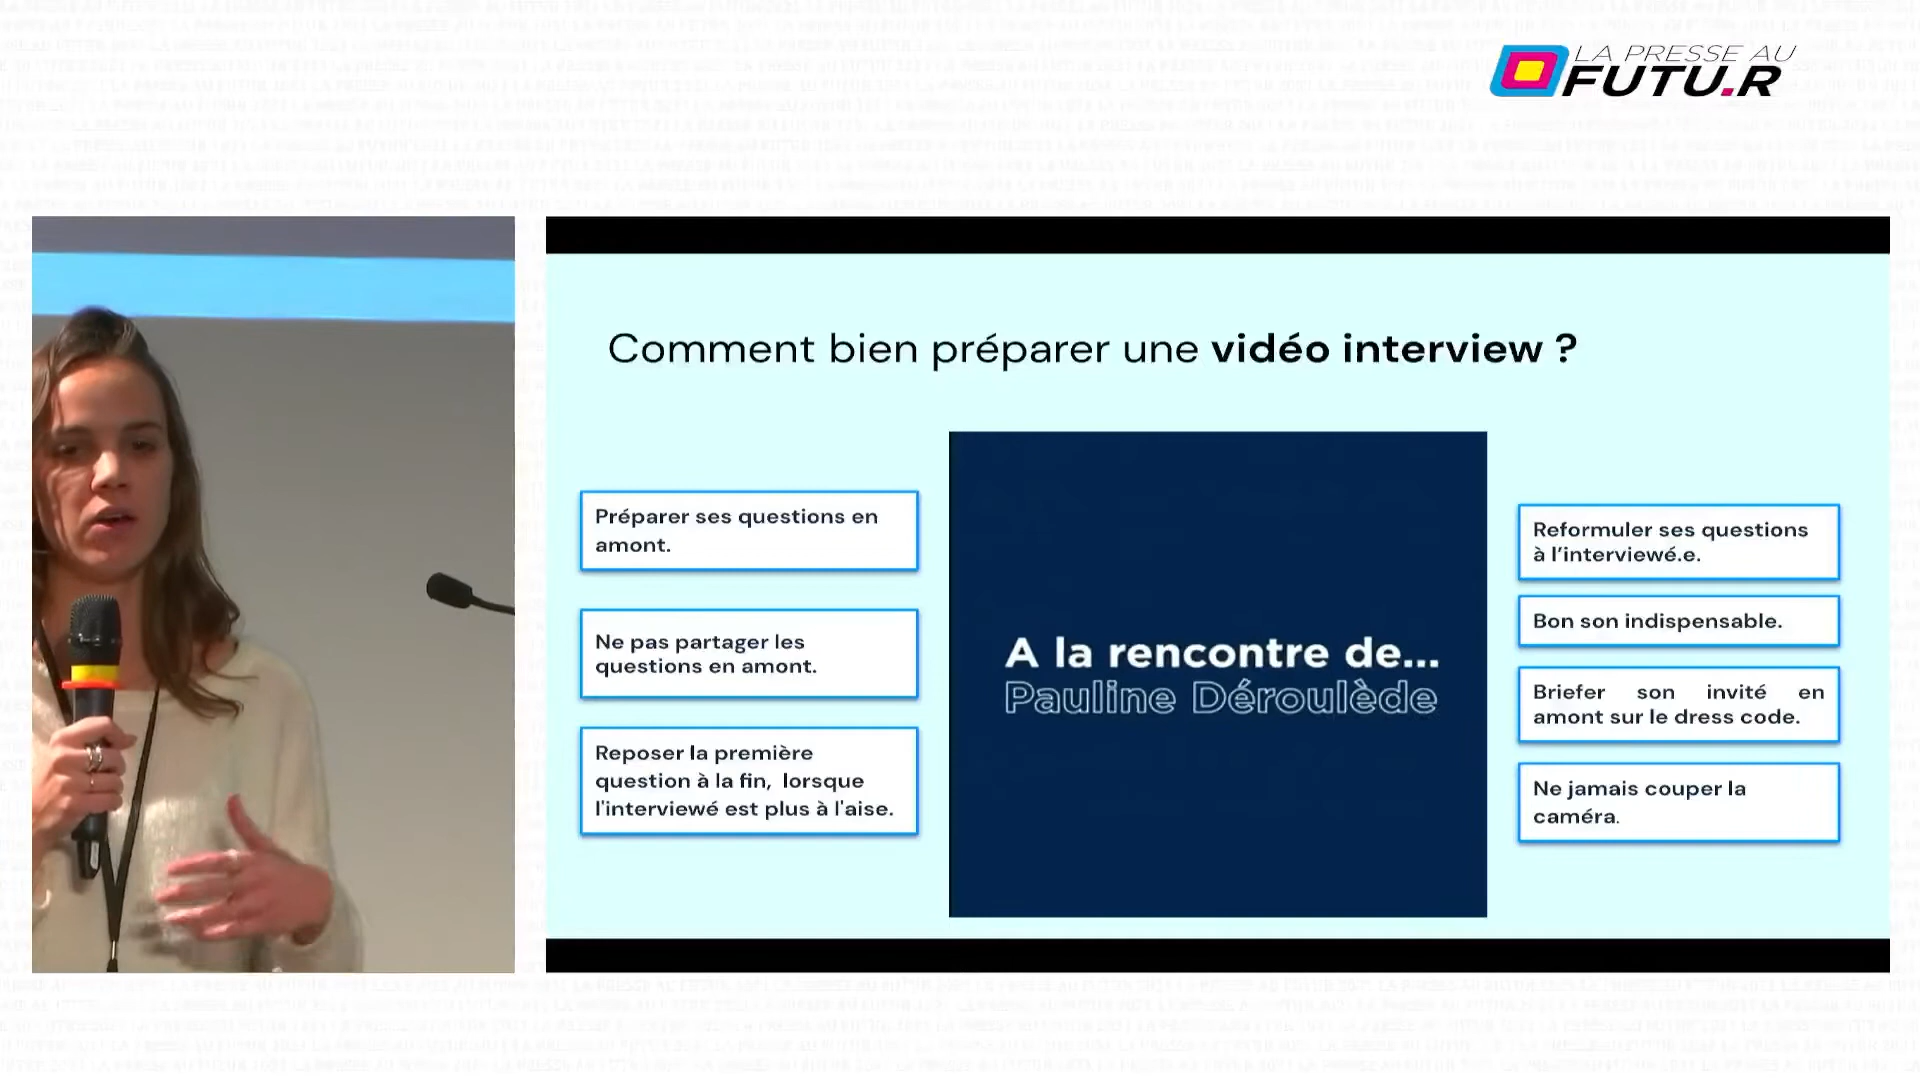 LA PRESSE AU
FUTU.R
Comment bien préparer une vidéo interview ?
Préparer ses questions en
amont.
Ne pas partager les
questions en amont.
Reposer la première
question à la fin, lorsque
l'interviewé est plus à l'aise.
A la rencontre de...
Pauline Déroulède
Reformuler ses questions
à l’interviewé.e.
Bon son indispensable.
Briefer son invité en
amont sur le dress code.
Ne jamais couper la
caméra.